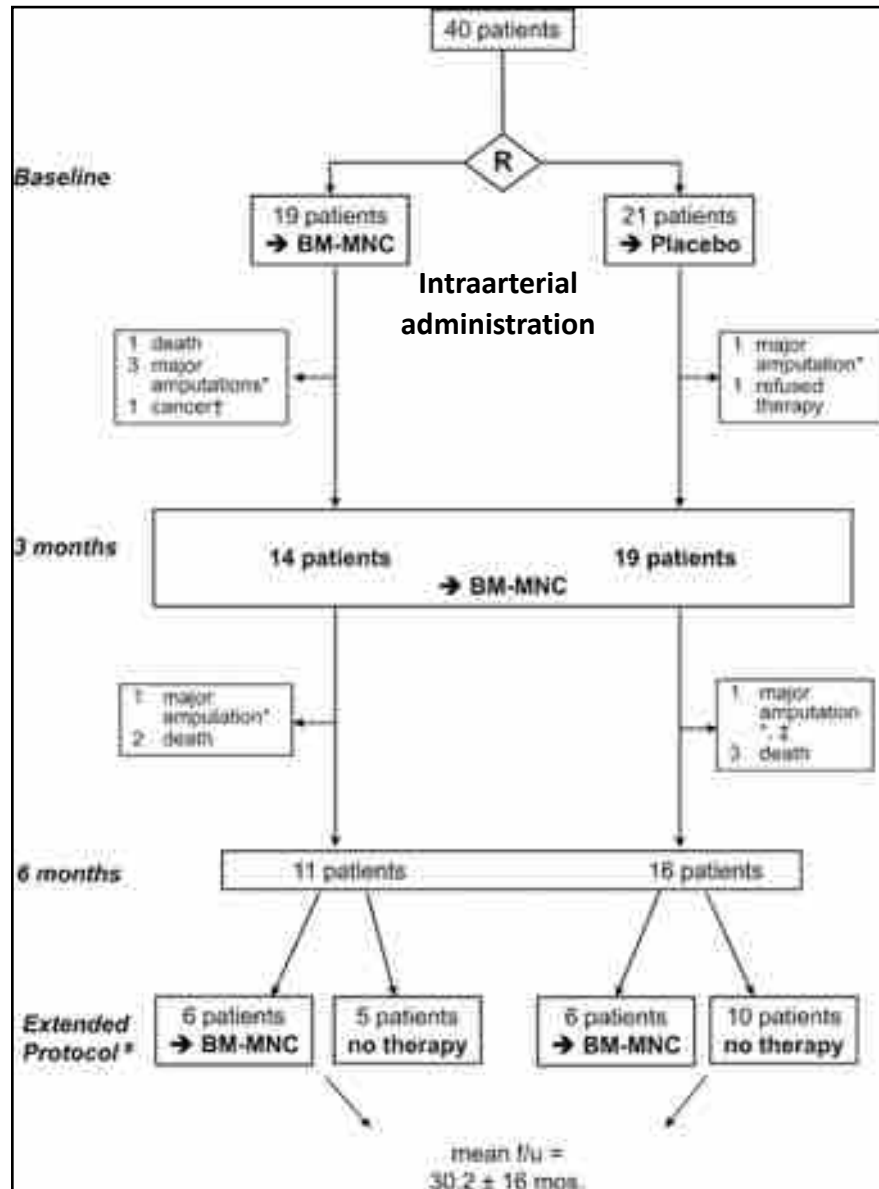 40 patients
R
Baseline
19 patients
➔ BM-MNC
21 patients
➔ Placebo
Intraarterial
administration
1 death
3 major
amputations*
1 cancer†
1 major
amputation*
1 refused
therapy
3 months
14 patients
19 patients
➔ BM-MNC
1 major
amputation*
2 death
1 major
amputation
*, ‡
3 death
6 months
11 patients
16 patients
Extended
Protocol
6 patients
➔ BM-MNC
5 patients
no therapy
6 patients
➔ BM-MNC
10 patients
no therapy
mean f/u =
30.2 ± 16 mos.